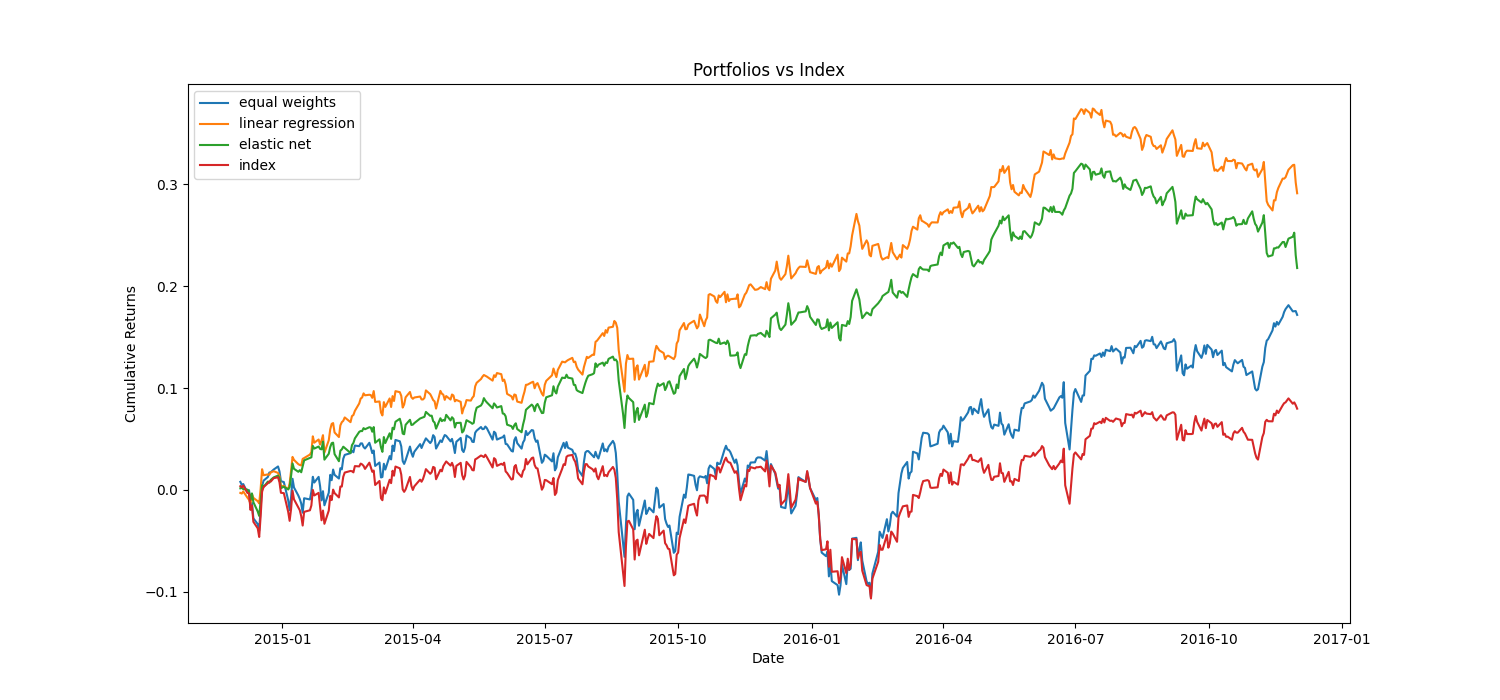 Portfolios vs Index
equal weights
linear regression
elastic net
index
Cumulative Returns
0.3
0.2
0.1
0.0
−0.1
2015-01
2015-04
2015-07
2015-10
2016-01
2016-04
2016-07
2016-10
2017-01
Date